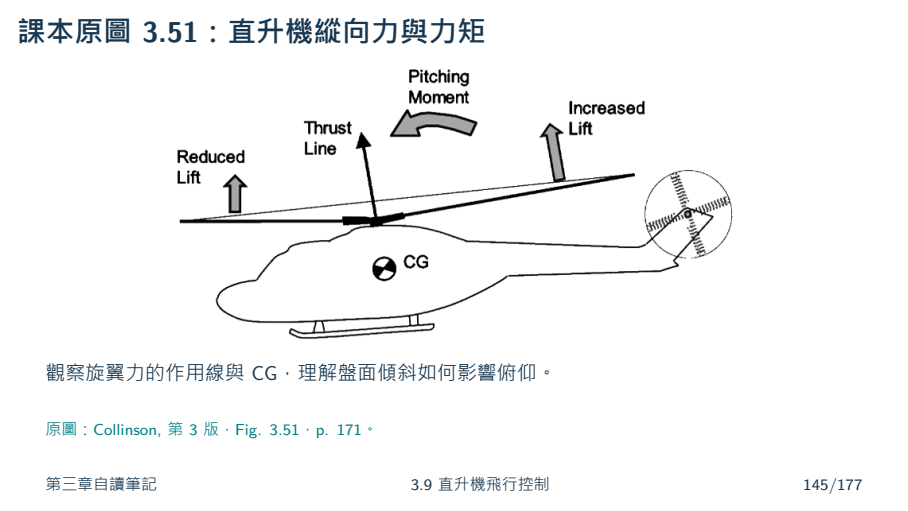 課本原圖 3.51：直升機縱向力與力矩
Pitching
Moment
Increased
Lift
Thrust
Line
Reduced
Lift
CG
觀察旋翼力的作用線與 CG，理解盤面傾斜如何影響俯仰。
原圖：Collinson, 第 3 版，Fig. 3.51，p. 171。
第三章自讀筆記
3.9 直升機飛行控制
145/177